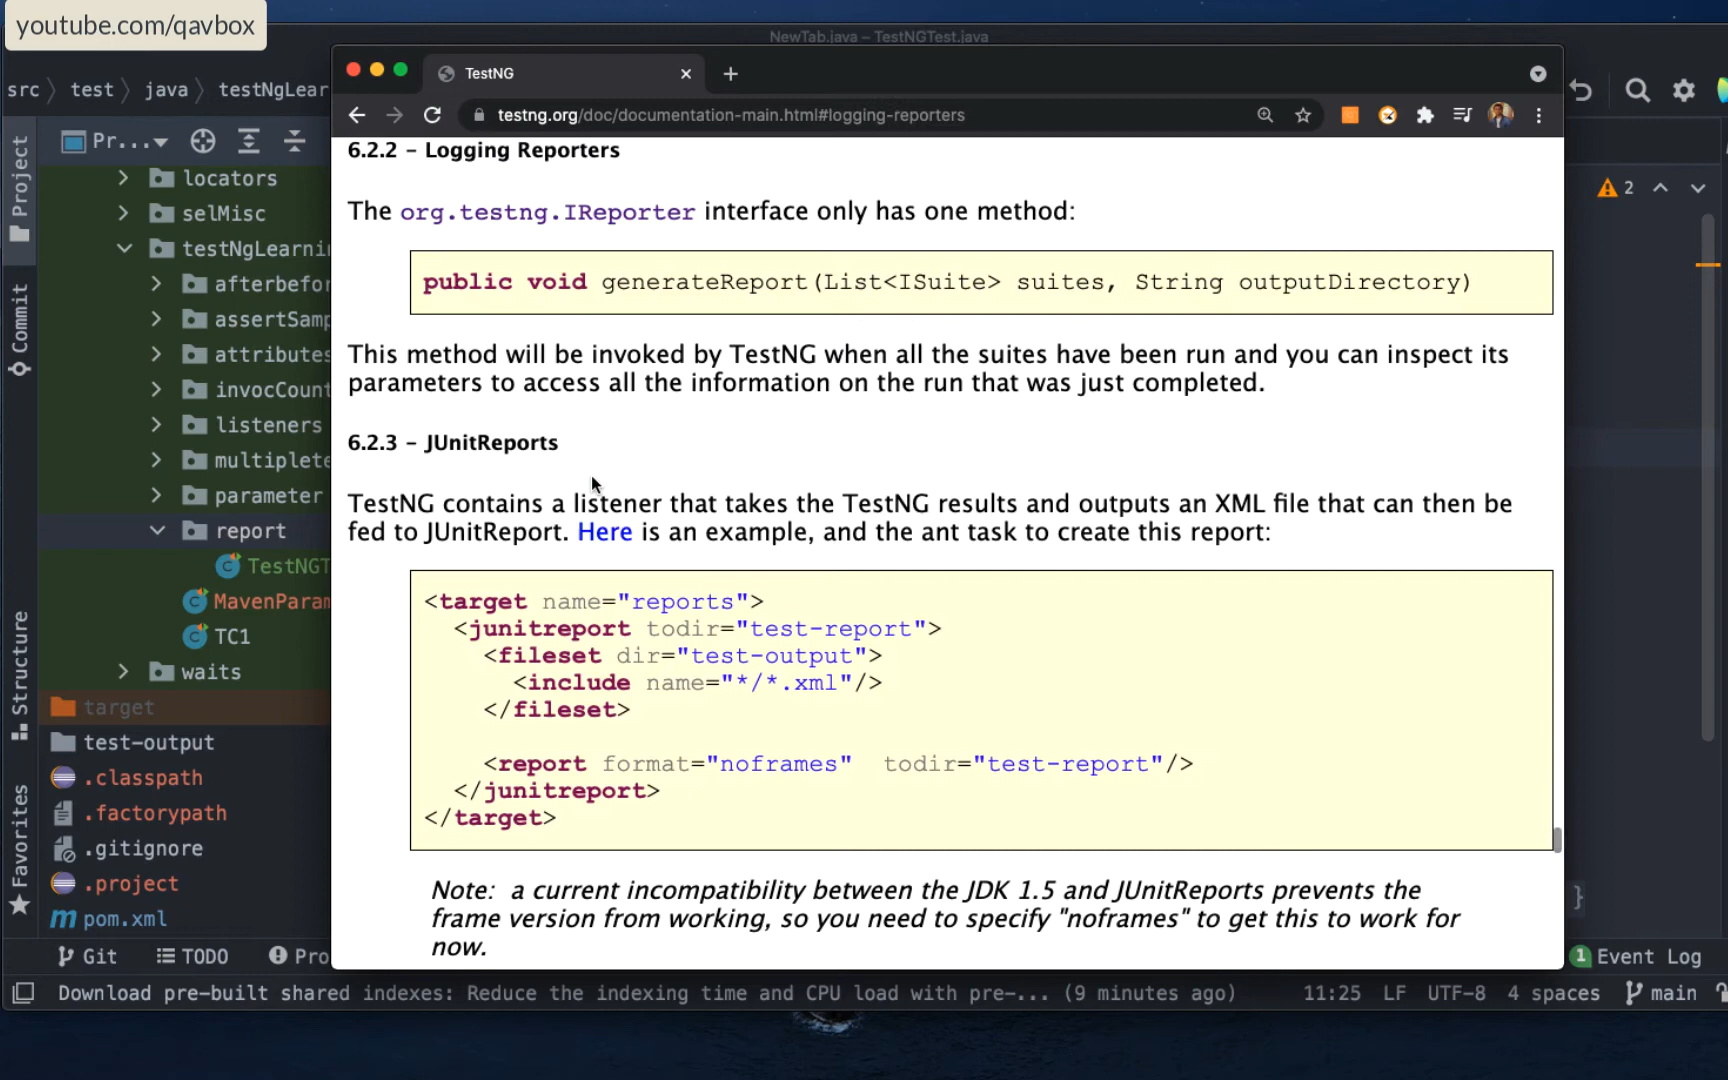 youtube.com/qavbox
NewTab.java – TestNGTest.java
src
test
java
testNgLear
TestNG
testng.org/doc/documentation-main.html#logging-reporters
Project
Commit
Structure
Favorites
Pr...
locators
selMisc
testNgLearni
afterbefor
assertSamp
attributes
invocCount
listeners
multiplete
parameter
report
TestNGT
MavenParam
TC1
waits
target
test-output
.classpath
.factorypath
.gitignore
.project
pom.xml
6.2.2 – Logging Reporters
The org.testng.IReporter interface only has one method:
public void generateReport(List<ISuite> suites, String outputDirectory)
This method will be invoked by TestNG when all the suites have been run and you can inspect its
parameters to access all the information on the run that was just completed.
6.2.3 – JUnitReports
TestNG contains a listener that takes the TestNG results and outputs an XML file that can then be
fed to JUnitReport. Here is an example, and the ant task to create this report:
<target name="reports">
<junitreport todir="test-report">
<fileset dir="test-output">
<include name="*/*.xml"/>
</fileset>
<report format="noframes"  todir="test-report"/>
</junitreport>
</target>
Note:  a current incompatibility between the JDK 1.5 and JUnitReports prevents the
frame version from working, so you need to specify "noframes" to get this to work for
now.
2
}
Git
TODO
Pro
1 Event Log
Download pre-built shared indexes: Reduce the indexing time and CPU load with pre-... (9 minutes ago)
11:25 LF UTF-8 4 spaces main